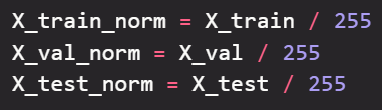 X_train_norm = X_train / 255
X_val_norm = X_val / 255
X_test_norm = X_test / 255